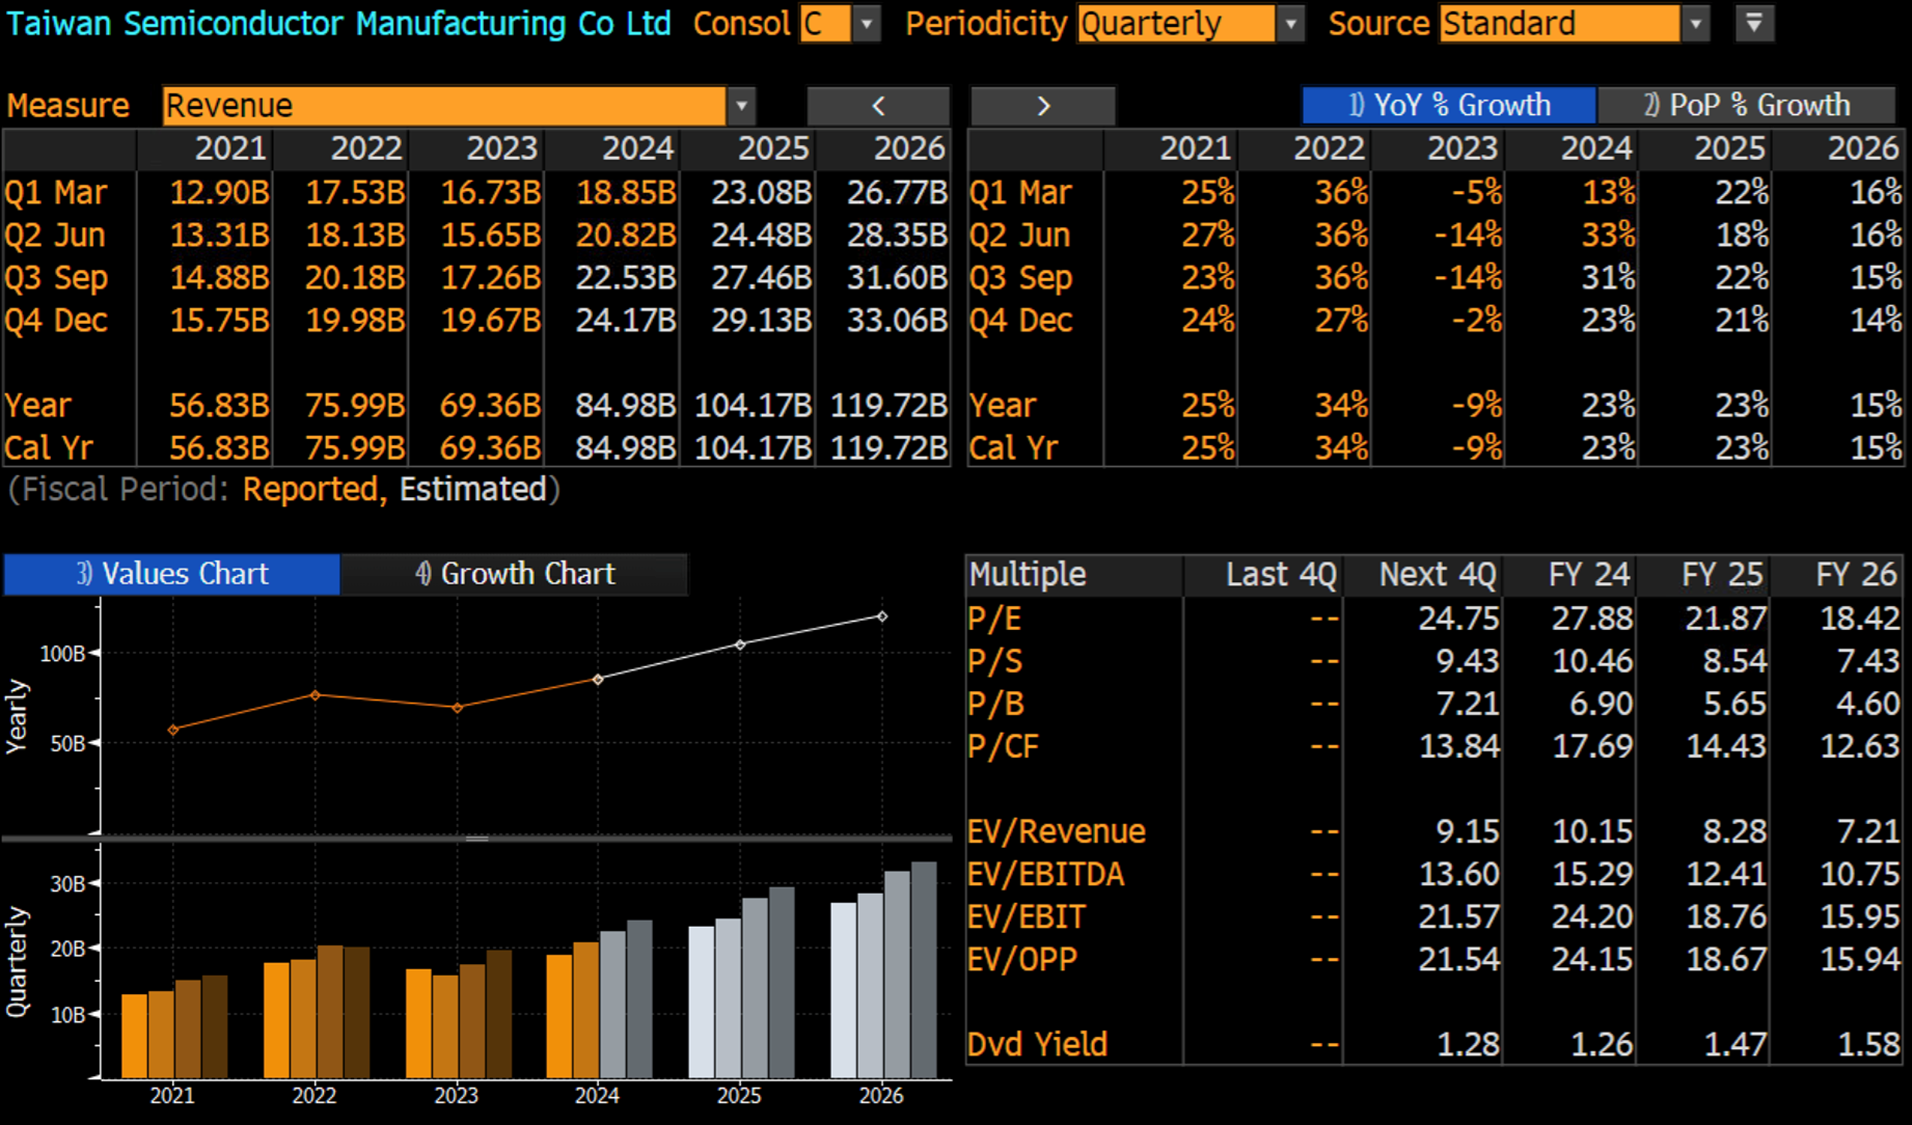 Taiwan Semiconductor Manufacturing Co Ltd Consol C Periodicity Quarterly Source Standard
Measure Revenue < > 1) YoY % Growth 2) PoP % Growth
2021 2022 2023 2024 2025 2026 2021 2022 2023 2024 2025 2026
Q1 Mar 12.90B 17.53B 16.73B 18.85B 23.08B 26.77B Q1 Mar 25% 36% -5% 13% 22% 16%
Q2 Jun 13.31B 18.13B 15.65B 20.82B 24.48B 28.35B Q2 Jun 27% 36% -14% 33% 18% 16%
Q3 Sep 14.88B 20.18B 17.26B 22.53B 27.46B 31.60B Q3 Sep 23% 36% -14% 31% 22% 15%
Q4 Dec 15.75B 19.98B 19.67B 24.17B 29.13B 33.06B Q4 Dec 24% 27% -2% 23% 21% 14%
Year 56.83B 75.99B 69.36B 84.98B 104.17B 119.72B Year 25% 34% -9% 23% 23% 15%
Cal Yr 56.83B 75.99B 69.36B 84.98B 104.17B 119.72B Cal Yr 25% 34% -9% 23% 23% 15%
(Fiscal Period: Reported, Estimated)
3) Values Chart 4) Growth Chart
Yearly
100B
50B
Quarterly
30B
20B
10B
2021 2022 2023 2024 2025 2026
Multiple Last 4Q Next 4Q FY 24 FY 25 FY 26
P/E -- 24.75 27.88 21.87 18.42
P/S -- 9.43 10.46 8.54 7.43
P/B -- 7.21 6.90 5.65 4.60
P/CF -- 13.84 17.69 14.43 12.63
EV/Revenue -- 9.15 10.15 8.28 7.21
EV/EBITDA -- 13.60 15.29 12.41 10.75
EV/EBIT -- 21.57 24.20 18.76 15.95
EV/OPP -- 21.54 24.15 18.67 15.94
Dvd Yield -- 1.28 1.26 1.47 1.58